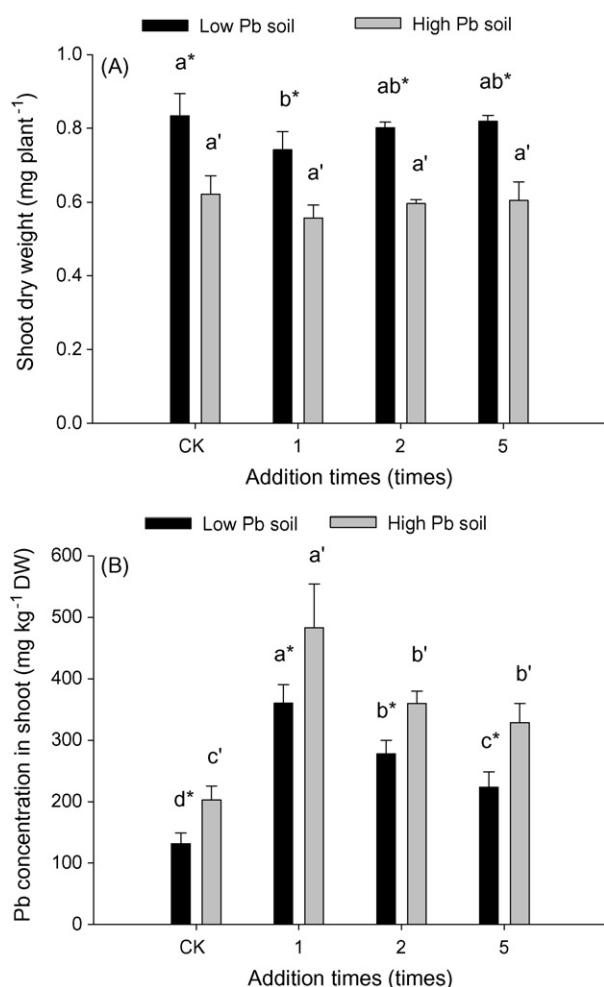 Low Pb soil High Pb soil
(A)
1.0
0.8
0.6
0.4
0.2
0.0
Shoot dry weight (mg plant⁻¹)
a* a' b* a' ab* a' ab* a'
CK 1 2 5
Addition times (times)
Low Pb soil High Pb soil
(B)
600
500
400
300
200
100
0
Pb concentration in shoot (mg kg⁻¹ DW)
d* c' a* a' b* b' c* b'
CK 1 2 5
Addition times (times)